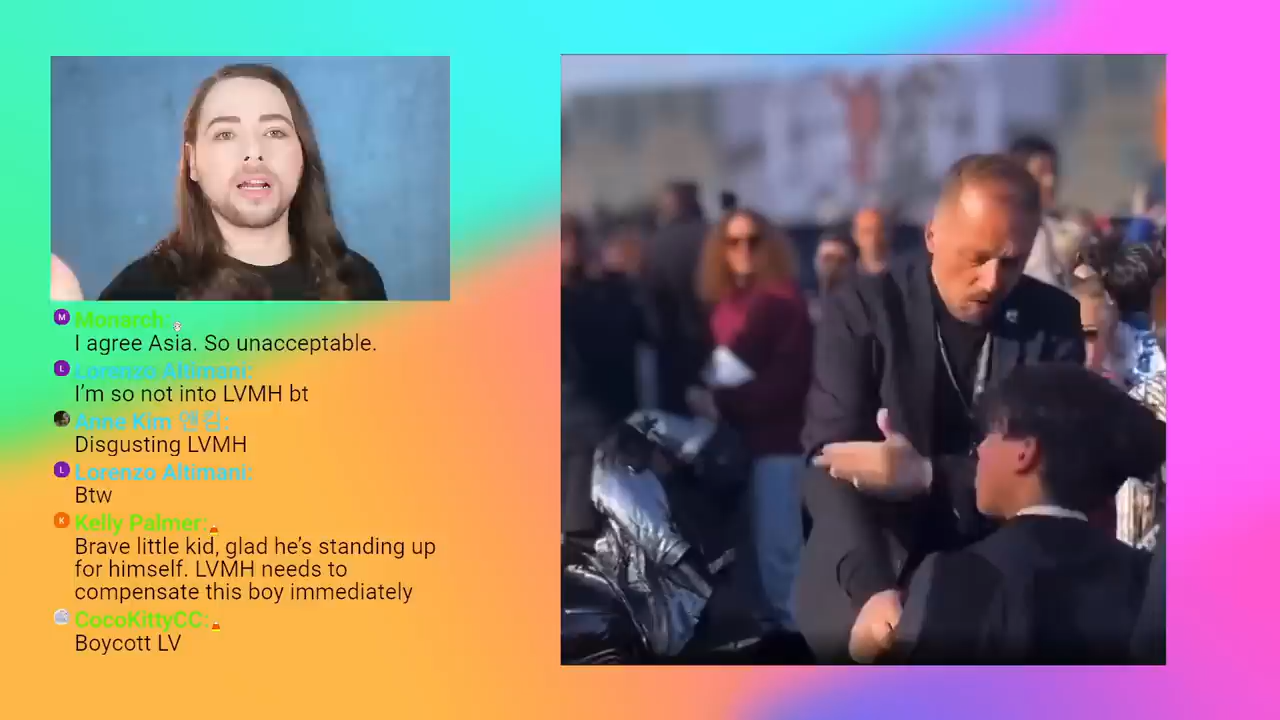 Monarch:
I agree Asia. So unacceptable.
Lorenzo Altimani:
I'm so not into LVMH bt
Anne Kim 앤킴:
Disgusting LVMH
Lorenzo Altimani:
Btw
Kelly Palmer:
Brave little kid, glad he's standing up
for himself. LVMH needs to
compensate this boy immediately
CocoKittyCC:
Boycott LV